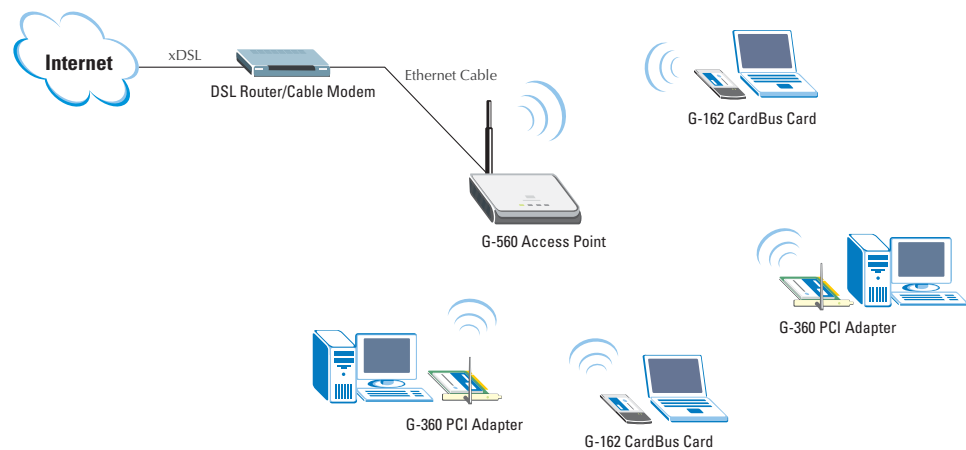 Internet
xDSL
DSL Router/Cable Modem
Ethernet Cable
G-560 Access Point
G-162 CardBus Card
G-360 PCI Adapter
G-360 PCI Adapter
G-162 CardBus Card